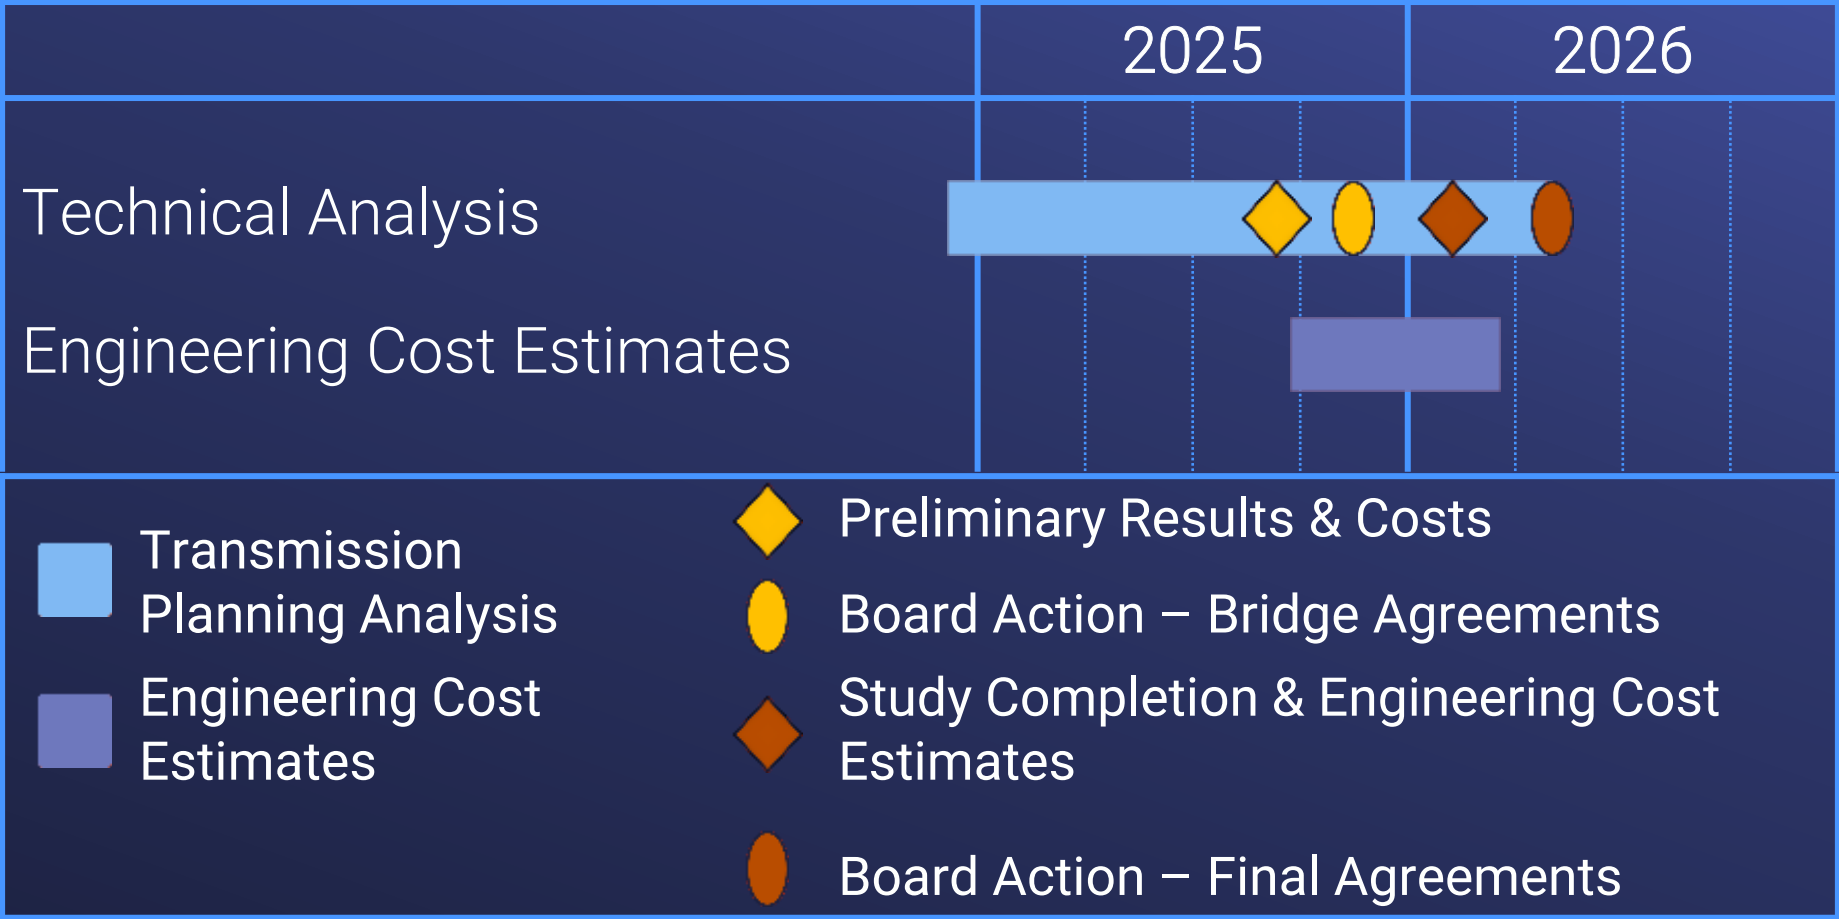 2025
2026
Technical Analysis
Engineering Cost Estimates
Transmission
Planning Analysis
Engineering Cost
Estimates
Preliminary Results & Costs
Board Action – Bridge Agreements
Study Completion & Engineering Cost
Estimates
Board Action – Final Agreements